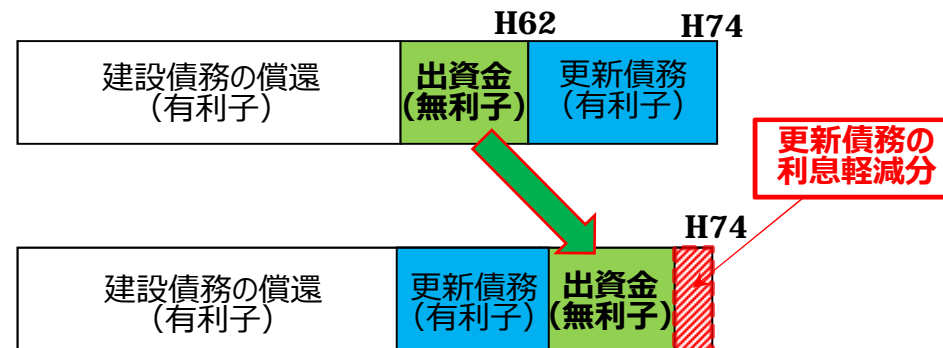 H62
H74
建設債務の償還
(有利子)
出資金
(無利子)
更新債務
(有利子)
更新債務の
利息軽減分
H74
建設債務の償還
(有利子)
更新債務
(有利子)
出資金
(無利子)